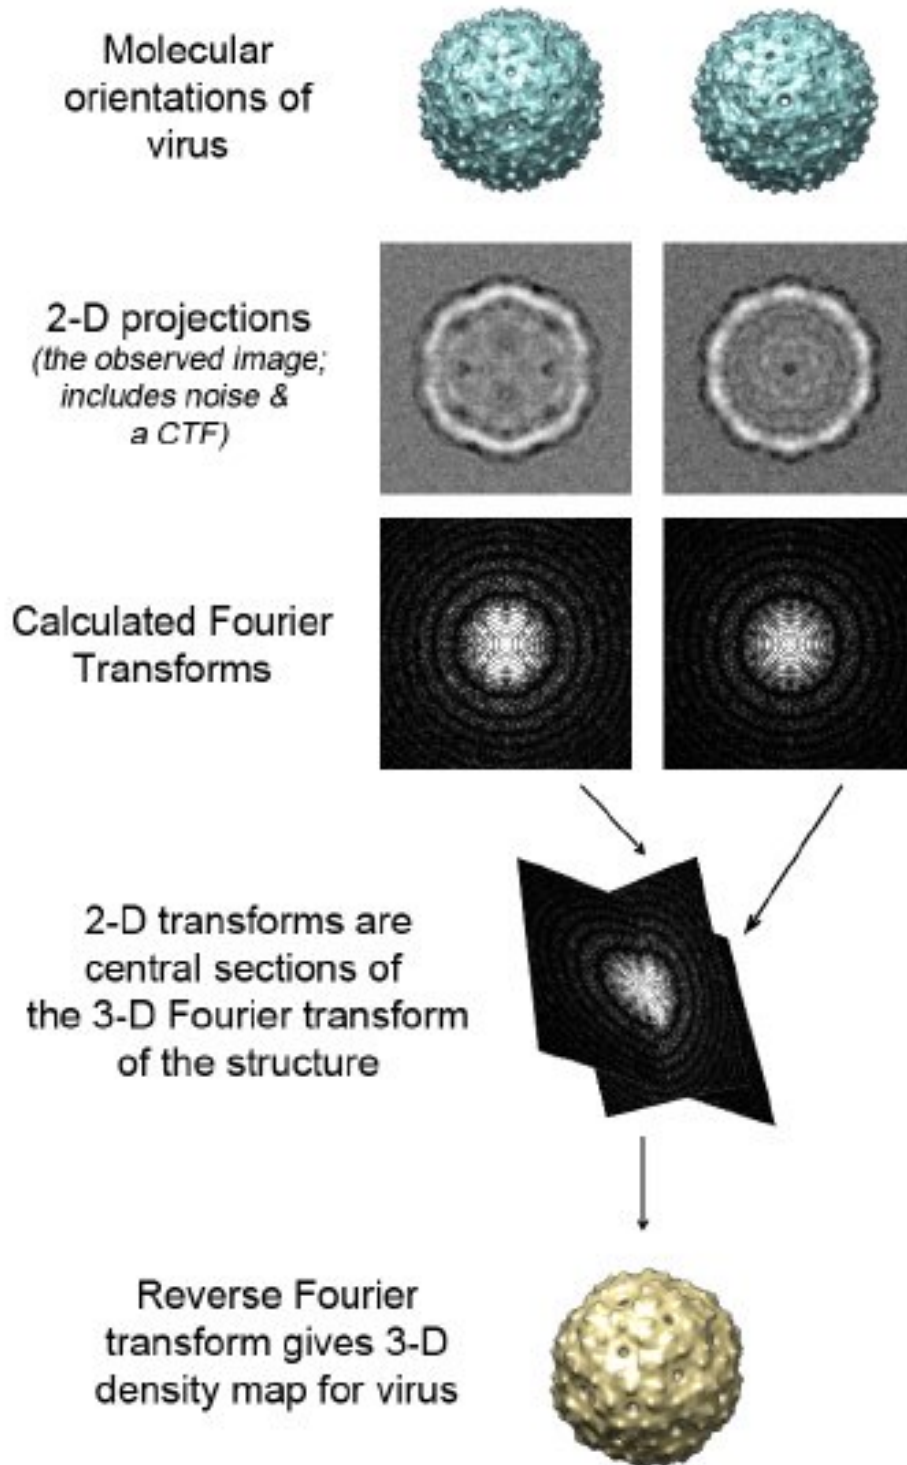 Molecular
orientations of
virus
2-D projections
(the observed image;
includes noise &
a CTF)
Calculated Fourier
Transforms
2-D transforms are
central sections of
the 3-D Fourier transform
of the structure
Reverse Fourier
transform gives 3-D
density map for virus